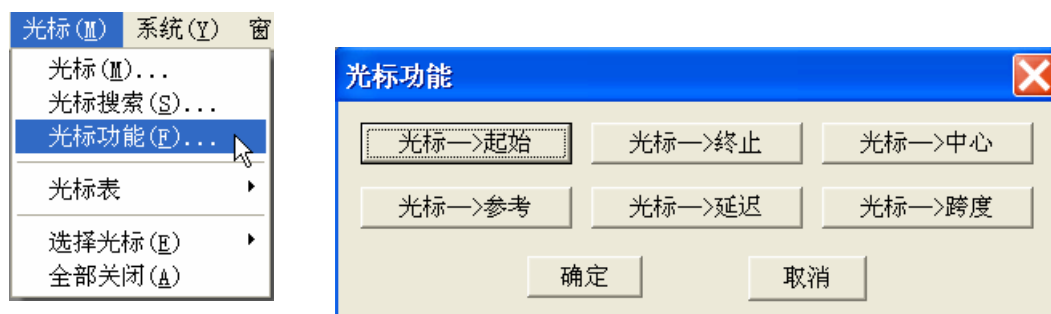 光标(M) 系统(Y) 窗
光标(M)...
光标搜索(S)...
光标功能(F)...
光标表
选择光标(E)
全部关闭(A)
光标功能
光标—>起始 光标—>终止 光标—>中心
光标—>参考 光标—>延迟 光标—>跨度
确定 取消